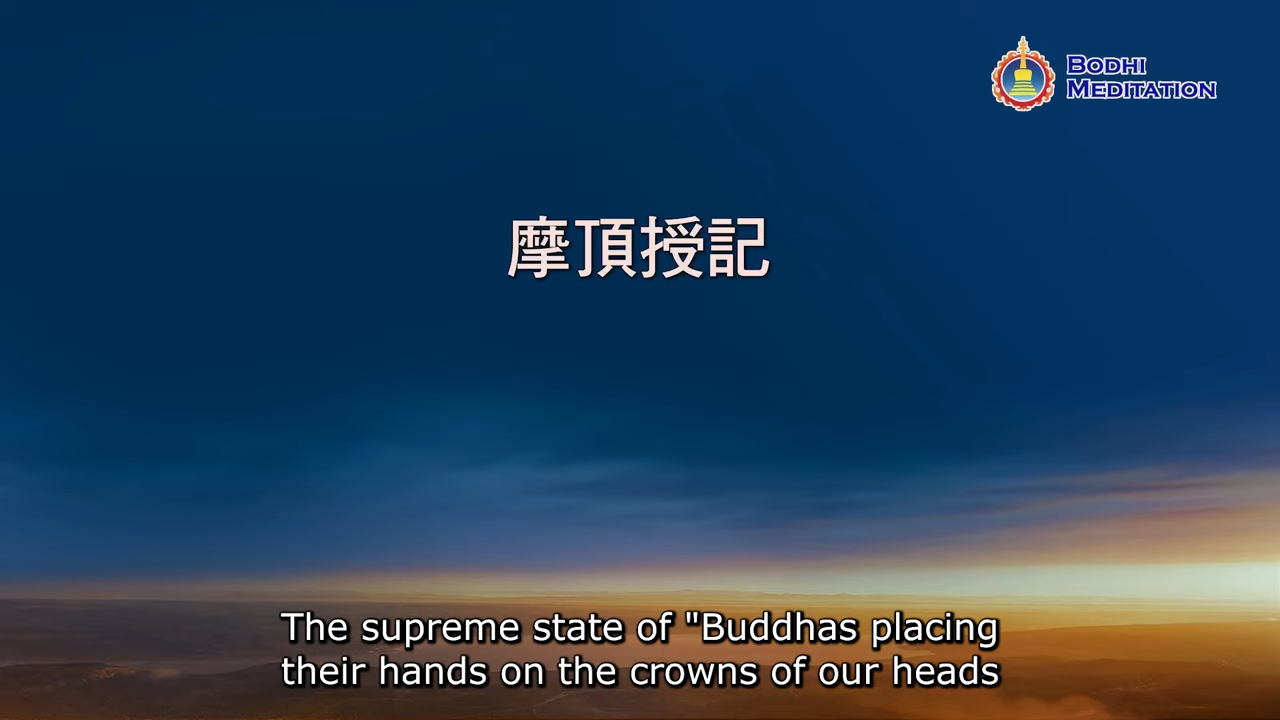 BODHI
MEDITATION
摩頂授記
The supreme state of "Buddhas placing
their hands on the crowns of our heads